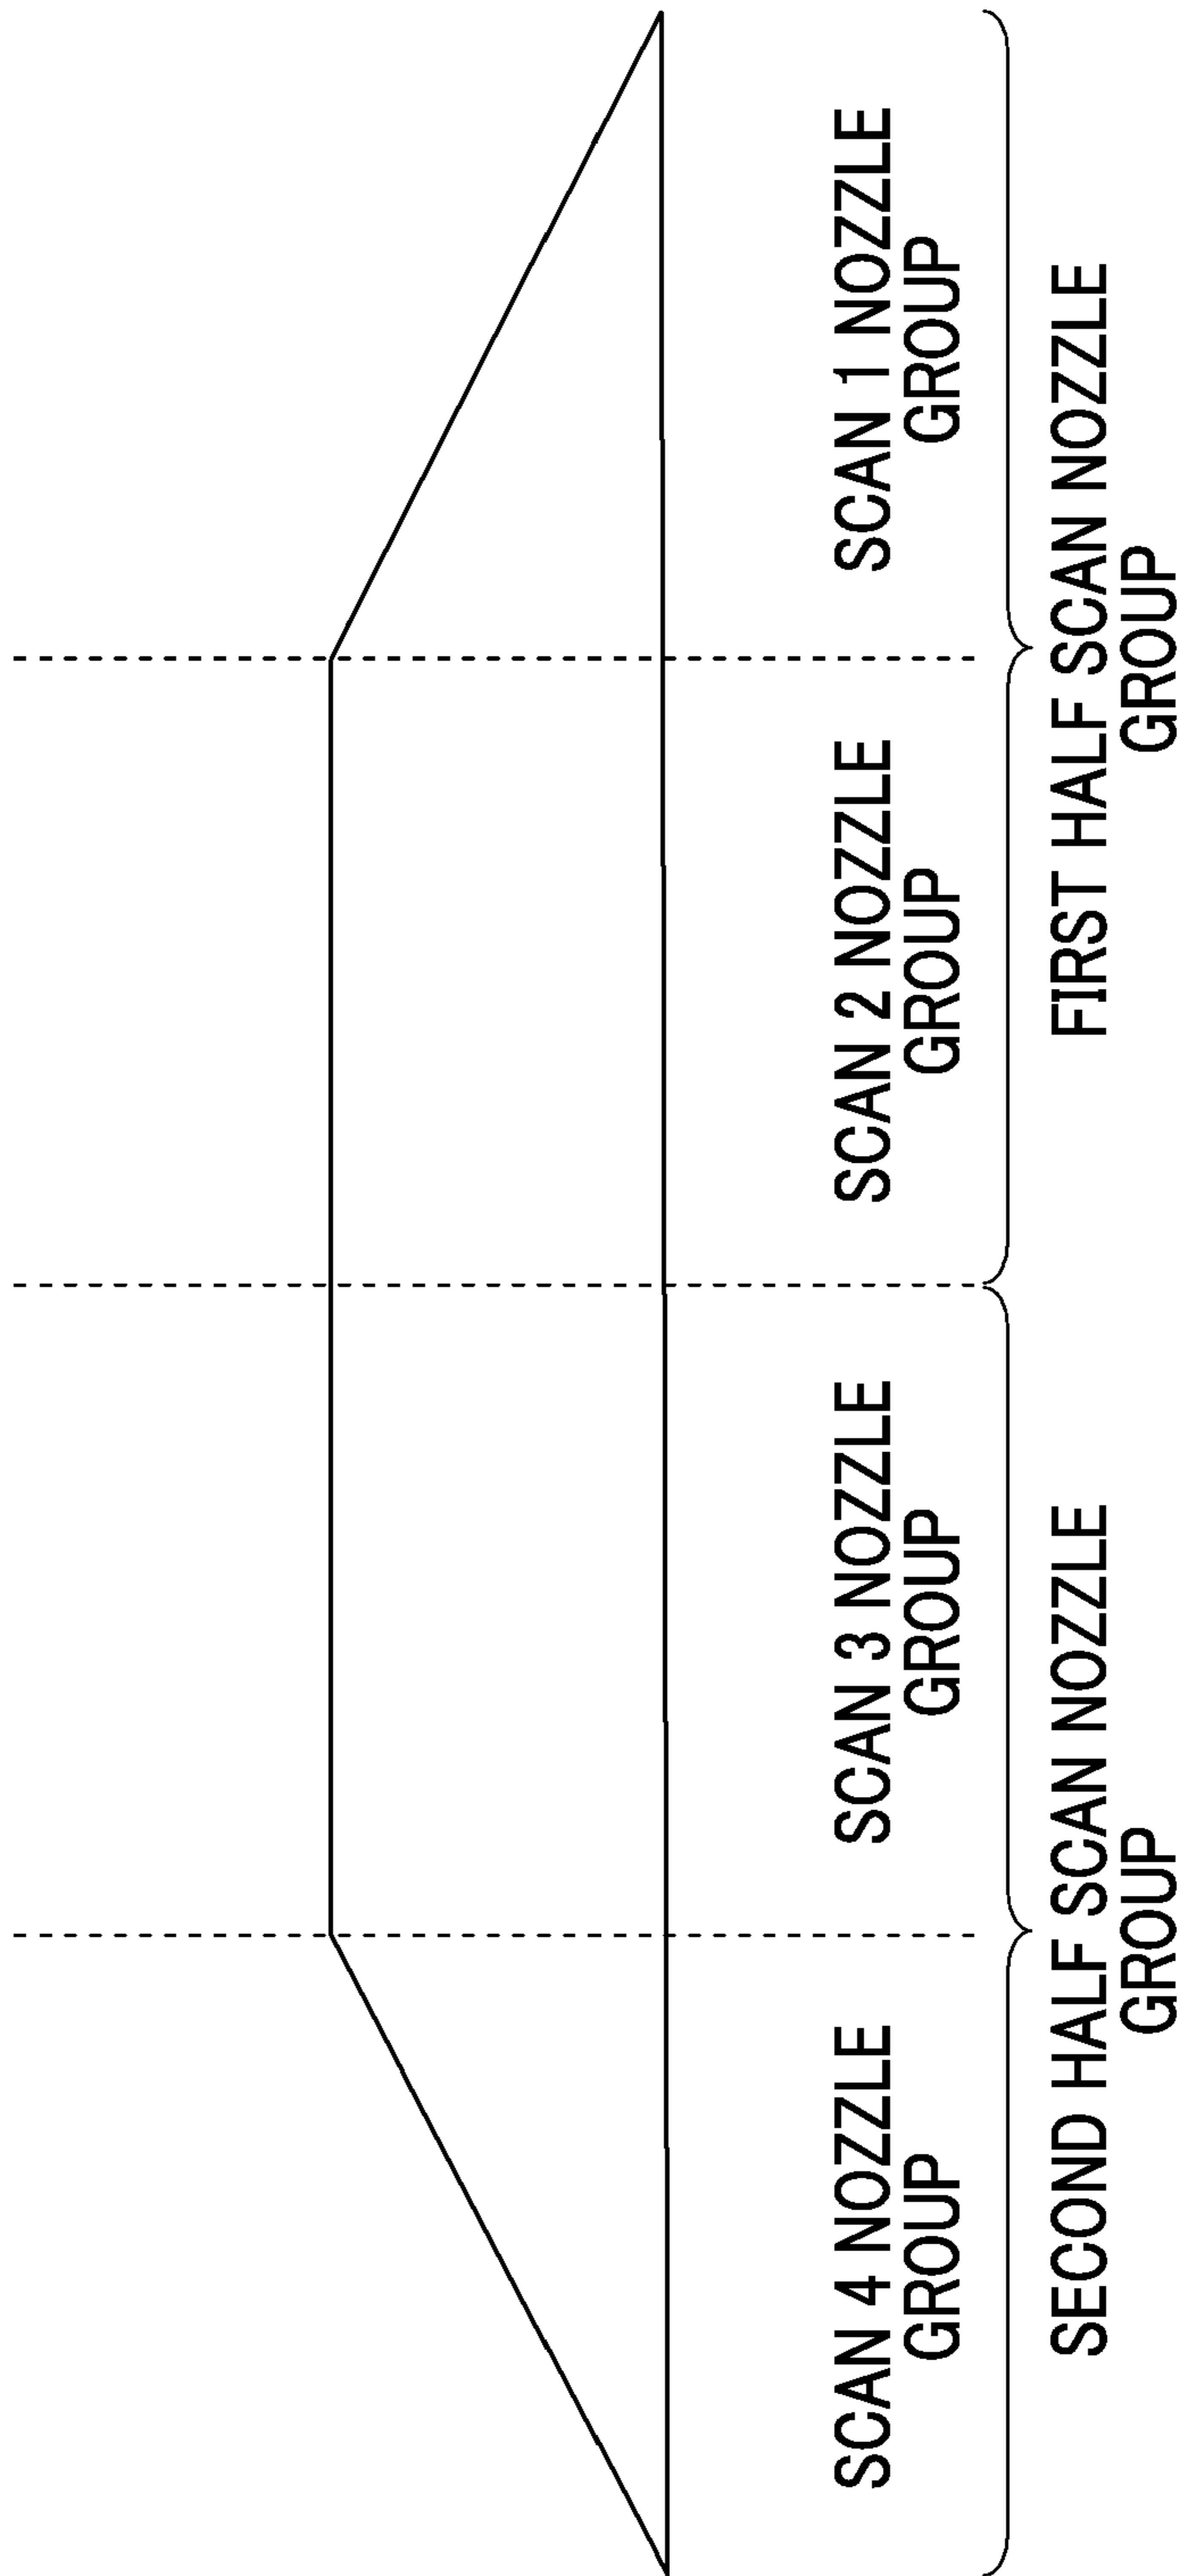 SCAN 4 NOZZLE
GROUP
SCAN 3 NOZZLE
GROUP
SCAN 2 NOZZLE
GROUP
SCAN 1 NOZZLE
GROUP
SECOND HALF SCAN NOZZLE
GROUP
FIRST HALF SCAN NOZZLE
GROUP